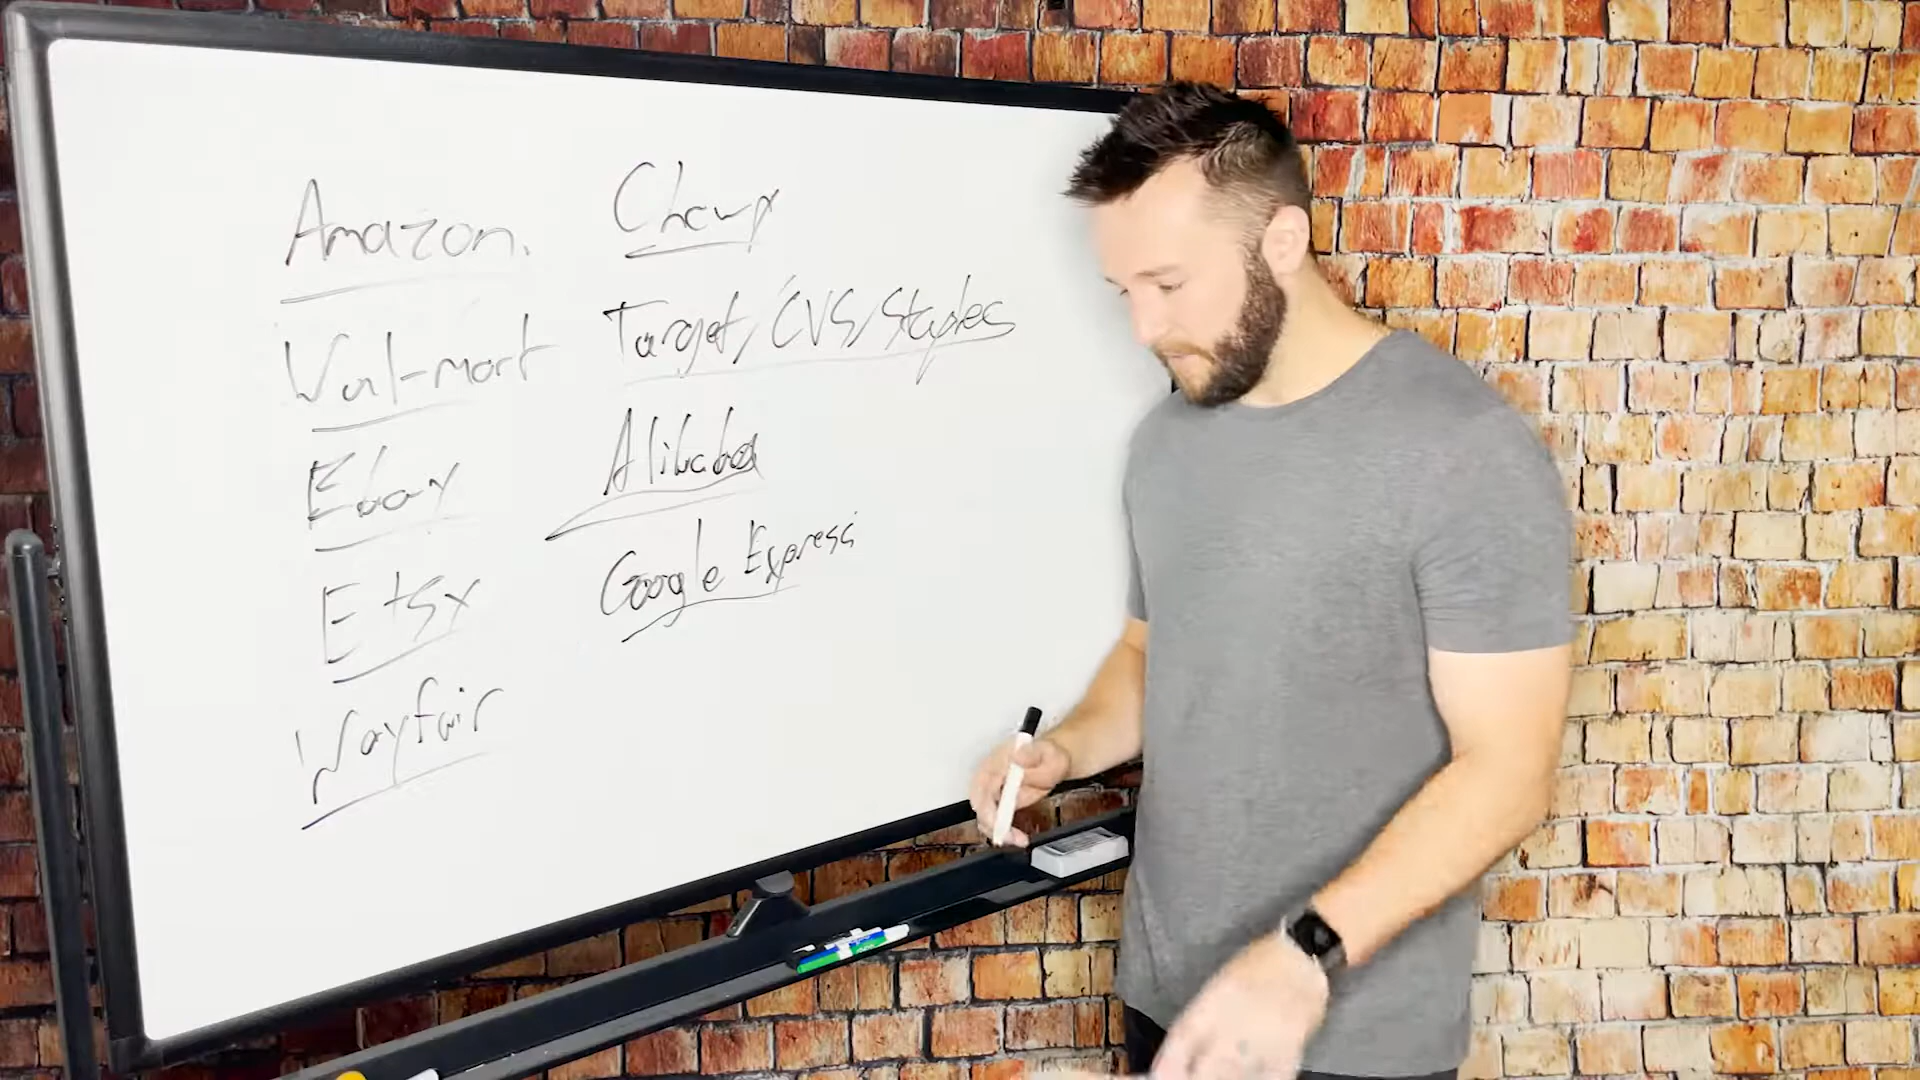 Amazon.
Wal-mart
Ebay
Etsy
Wayfair
Chewy
Target/CVS/Staples
Alibaba
Google Express